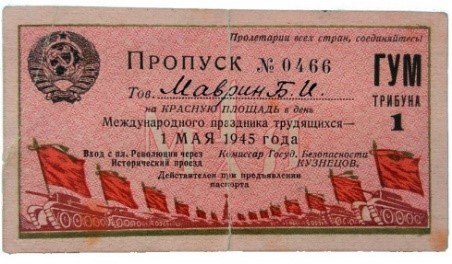 Пролетарии всех стран, соединяйтесь!
ПРОПУСК № 0466
Тов. Маврин Б. И.
на КРАСНУЮ ПЛОЩАДЬ в день
Международного праздника трудящихся—
МАЯ 1945 года
Вход с пл. Революции через
Исторический проезд
Комиссар Госуд. Безопасности
КУЗНЕЦОВ.
Действителен при предъявлении
паспорта
ГУМ
ТРИБУНА
1